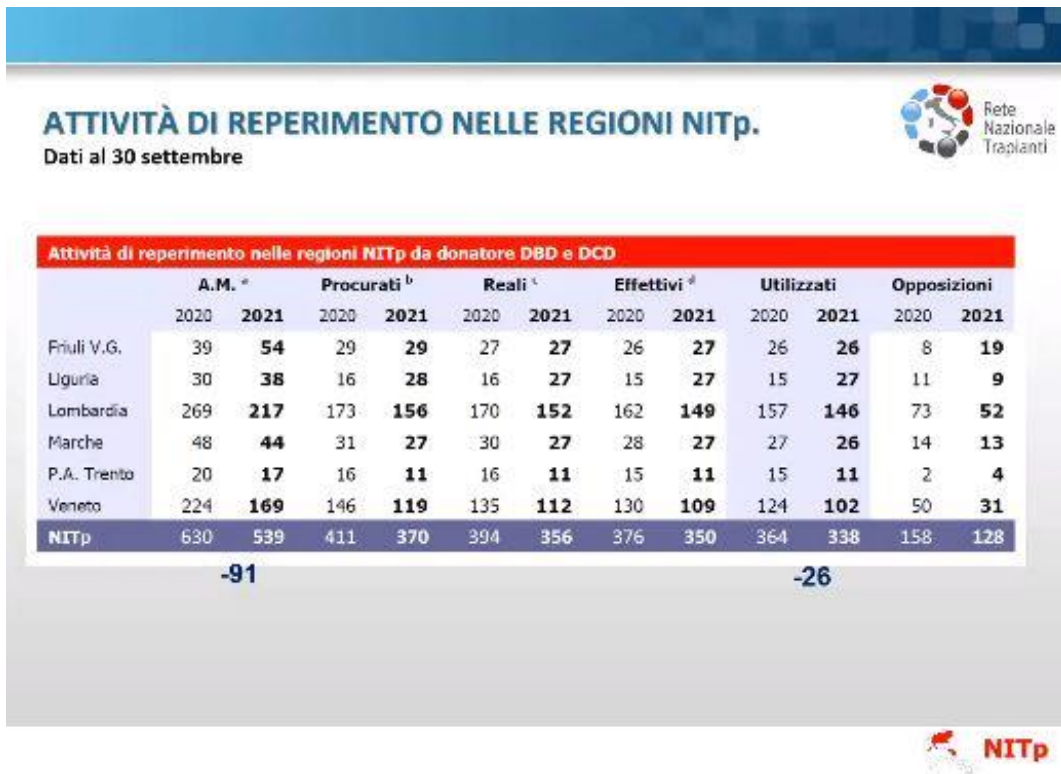 ATTIVITÀ DI REPERIMENTO NELLE REGIONI NITp.
Dati al 30 settembre
Rete
Nazionale
Trapianti
Attività di reperimento nelle regioni NITp da donatore DBD e DCD
A.M. ᵃ Procurati ᵇ Reali ᶜ Effettivi ᵈ Utilizzati Opposizioni
2020 2021 2020 2021 2020 2021 2020 2021 2020 2021 2020 2021
Friuli V.G. 39 54 29 29 27 27 26 27 26 26 8 19
Liguria 30 38 16 28 16 27 15 27 15 27 11 9
Lombardia 269 217 173 156 170 152 162 149 157 146 73 52
Marche 48 44 31 27 30 27 28 27 27 26 14 13
P.A. Trento 20 17 16 11 16 11 15 11 15 11 2 4
Veneto 224 169 146 119 135 112 130 109 124 102 50 31
NITp 630 539 411 370 394 356 376 350 364 338 158 128
-91 -26
NITp